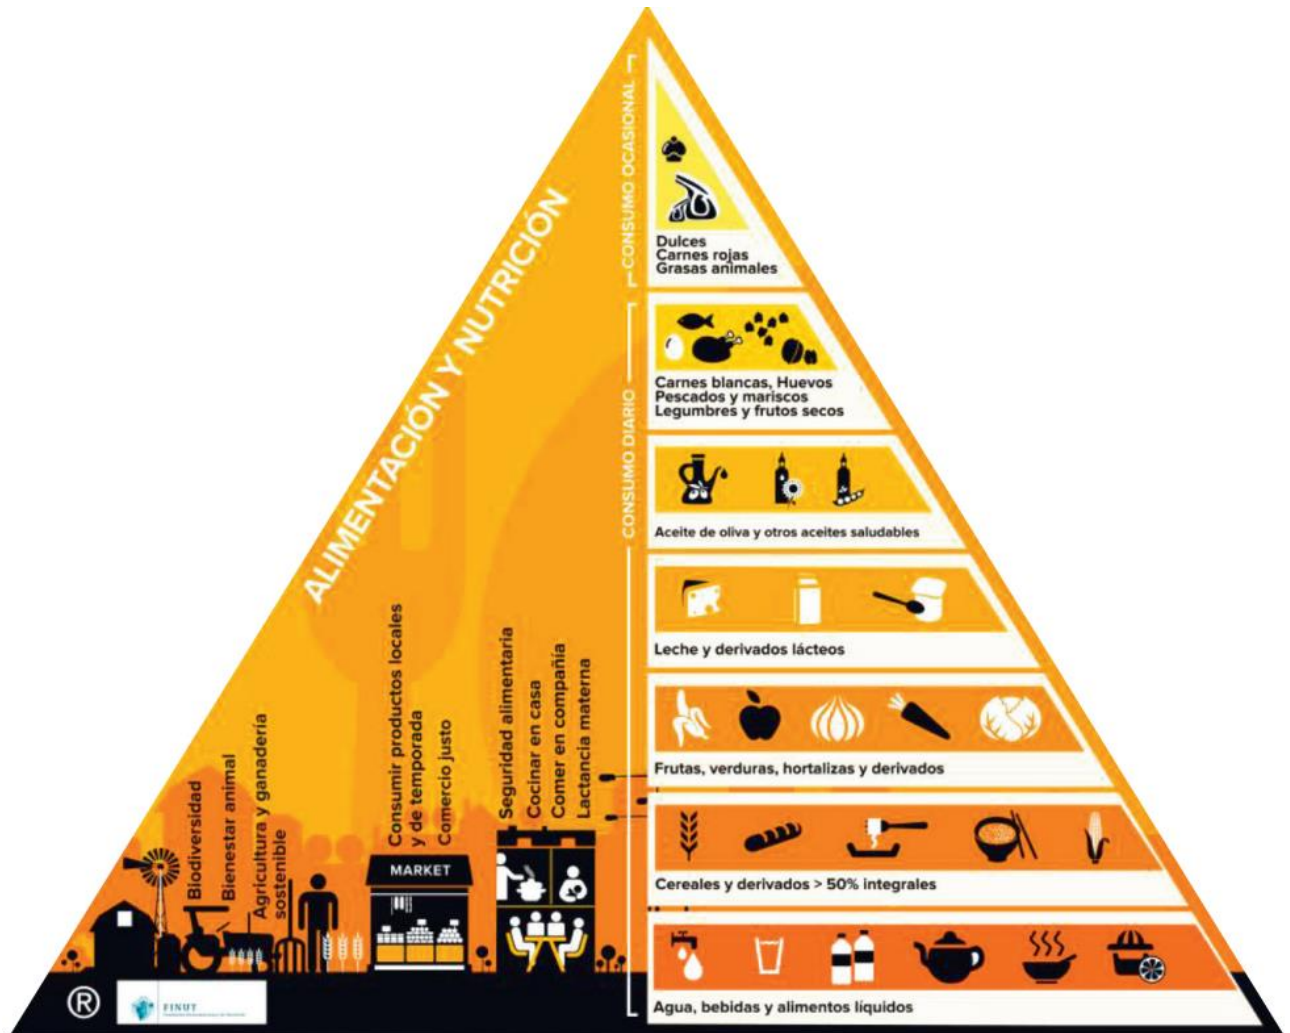 ALIMENTACIÓN Y NUTRICIÓN
CONSUMO OCASIONAL
Dulces
Carnes rojas
Grasas animales
CONSUMO DIARIO
Carnes blancas, Huevos
Pescados y mariscos
Legumbres y frutos secos
Aceite de oliva y otros aceites saludables
Leche y derivados lácteos
Frutas, verduras, hortalizas y derivados
Cereales y derivados > 50% integrales
Agua, bebidas y alimentos líquidos
Biodiversidad
Bienestar animal
Agricultura y ganadería
sostenible
Consumir productos locales
y de temporada
Comercio justo
Seguridad alimentaria
Cocinar en casa
Comer en compañía
Lactancia materna
MARKET
®
FINUT